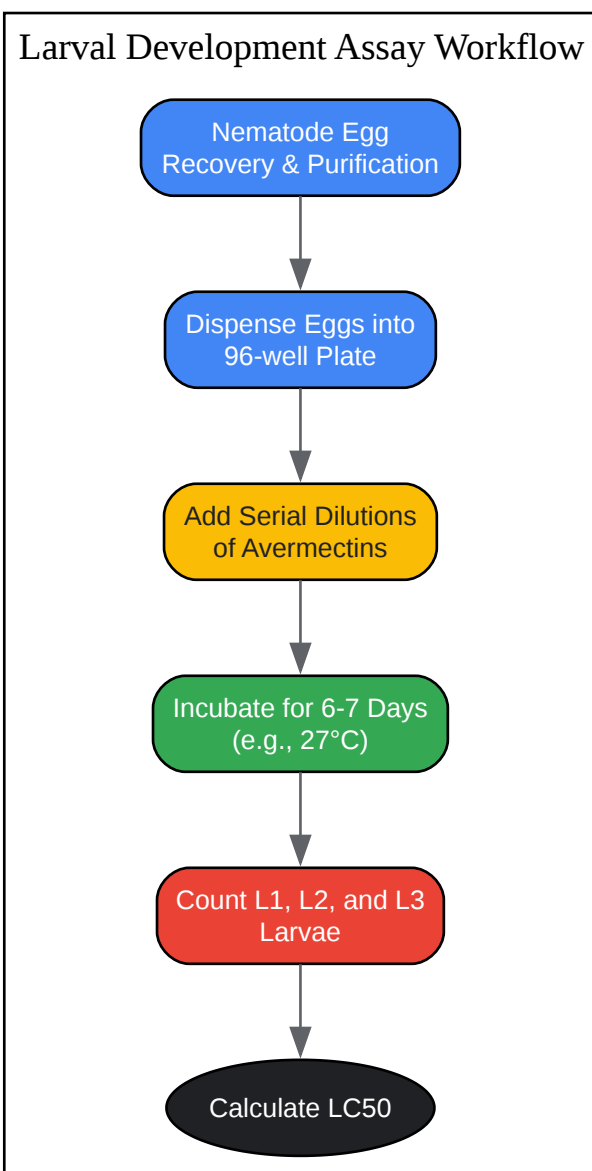 Larval Development Assay Workflow
Nematode Egg
Recovery & Purification
Dispense Eggs into
96-well Plate
Add Serial Dilutions
of Avermectins
Incubate for 6-7 Days
(e.g., 27°C)
Count L1, L2, and L3
Larvae
Calculate LC50